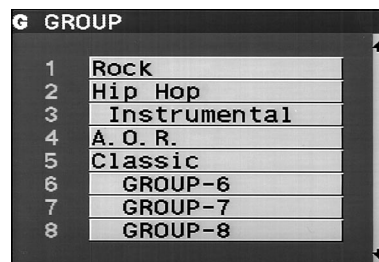 G GROUP
1 Rock
2 Hip Hop
3 Instrumental
4 A.O.R.
5 Classic
6 GROUP-6
7 GROUP-7
8 GROUP-8